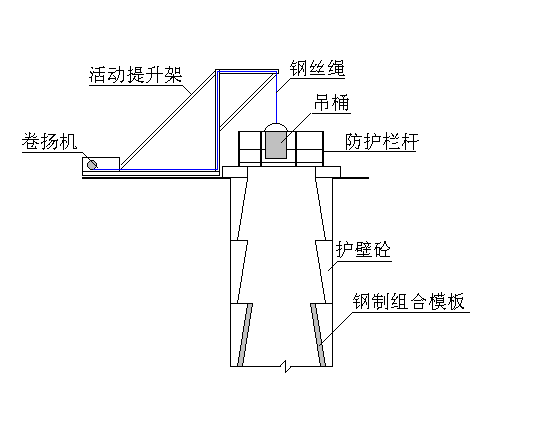 钢丝绳
活动提升架
吊桶
卷扬机
防护栏杆
护壁砼
钢制组合模板